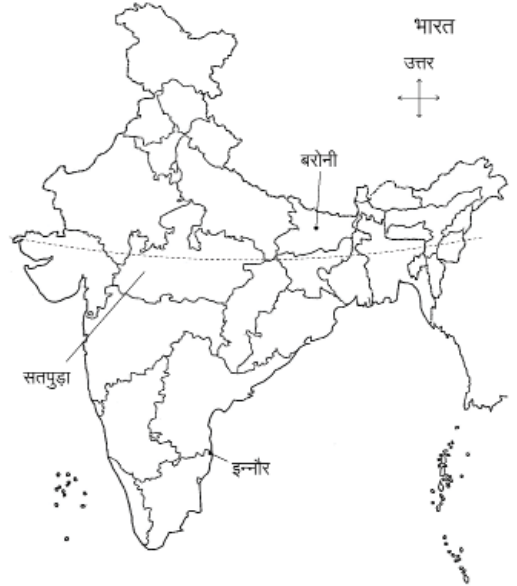 भारत
उत्तर
बरोनी
सतपुड़ा
इन्नौर